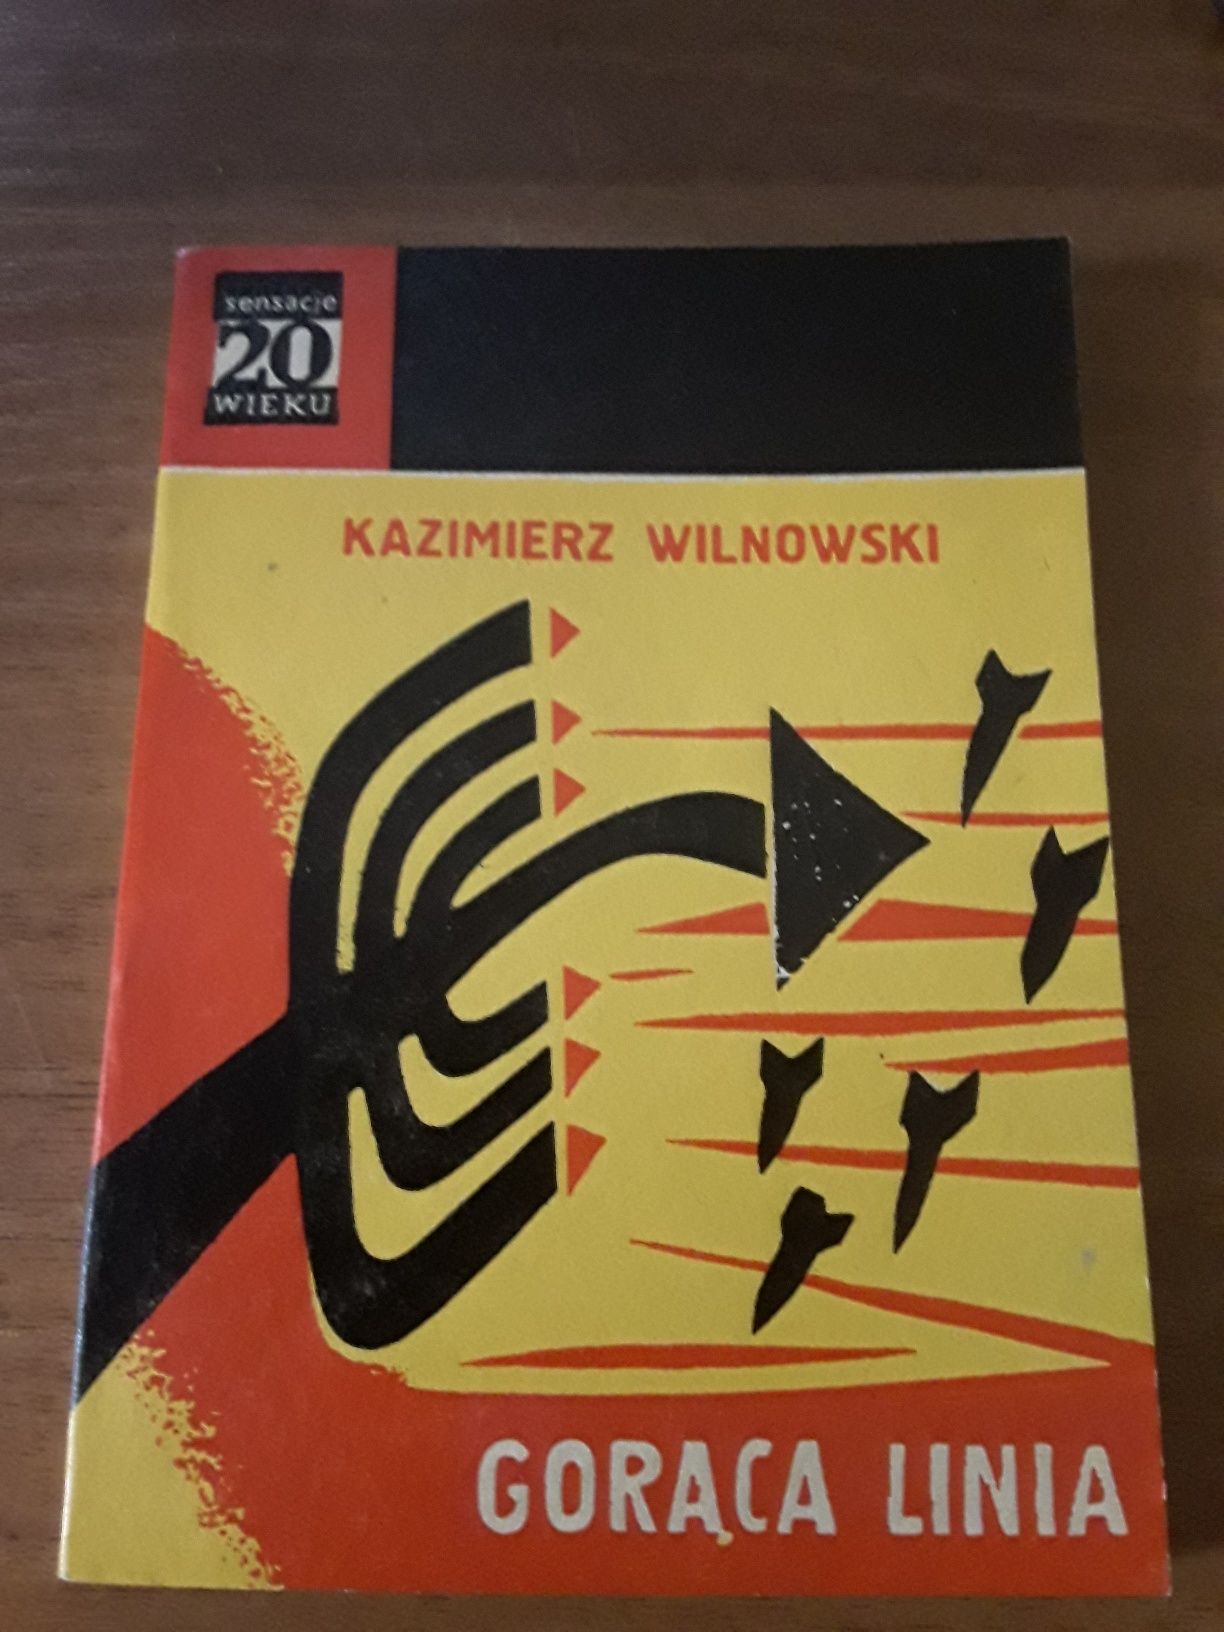 sensacje
20
WIEKU
KAZIMIERZ WILNOWSKI
GORĄCA LINIA